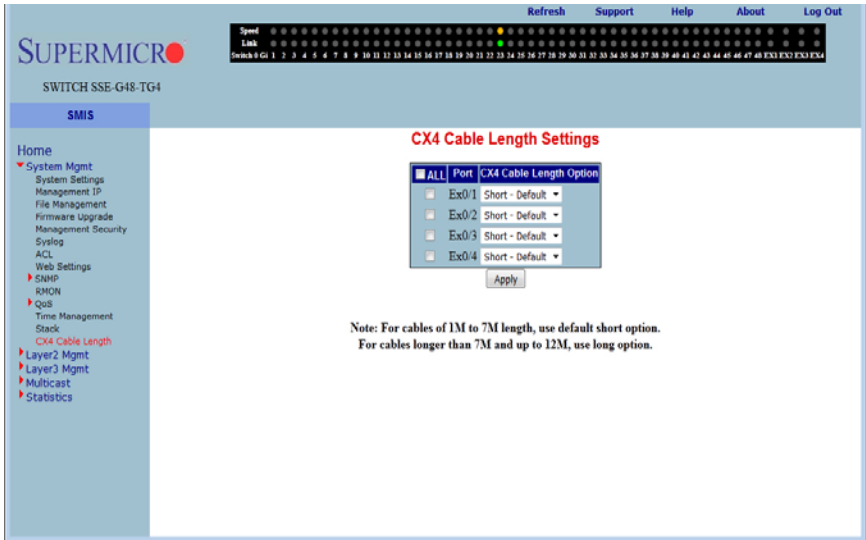 Refresh Support Help About Log Out
Speed
Link
Switch 0 Gi 1 2 3 4 5 6 7 8 9 10 11 12 13 14 15 16 17 18 19 20 21 22 23 24 25 26 27 28 29 30 31 32 33 34 35 36 37 38 39 40 41 42 43 44 45 46 47 48 EX1 EX2 EX3 EX4
SUPERMICRO
SWITCH SSE-G48-TG4
SMIS
Home
System Mgmt
System Settings
Management IP
File Management
Firmware Upgrade
Management Security
Syslog
ACL
Web Settings
SNMP
RMON
QoS
Time Management
Stack
CX4 Cable Length
Layer2 Mgmt
Layer3 Mgmt
Multicast
Statistics
CX4 Cable Length Settings
ALL Port CX4 Cable Length Option
Ex0/1 Short - Default
Ex0/2 Short - Default
Ex0/3 Short - Default
Ex0/4 Short - Default
Apply
Note: For cables of 1M to 7M length, use default short option.
For cables longer than 7M and up to 12M, use long option.